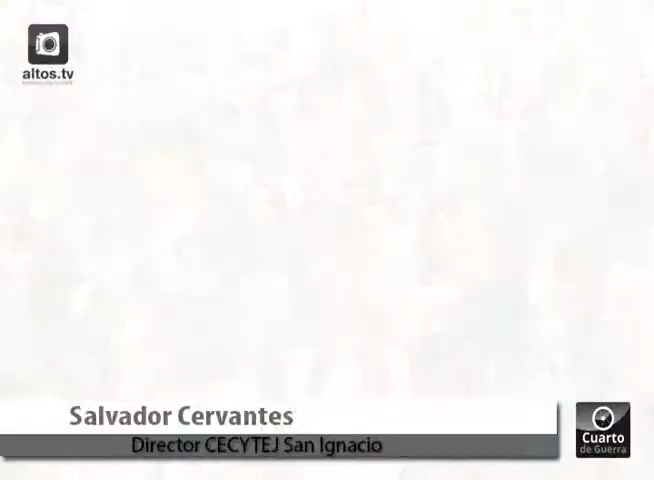 altos.tv
Salvador Cervantes
Director CECYTEJ San Ignacio
Cuarto
de Guerra